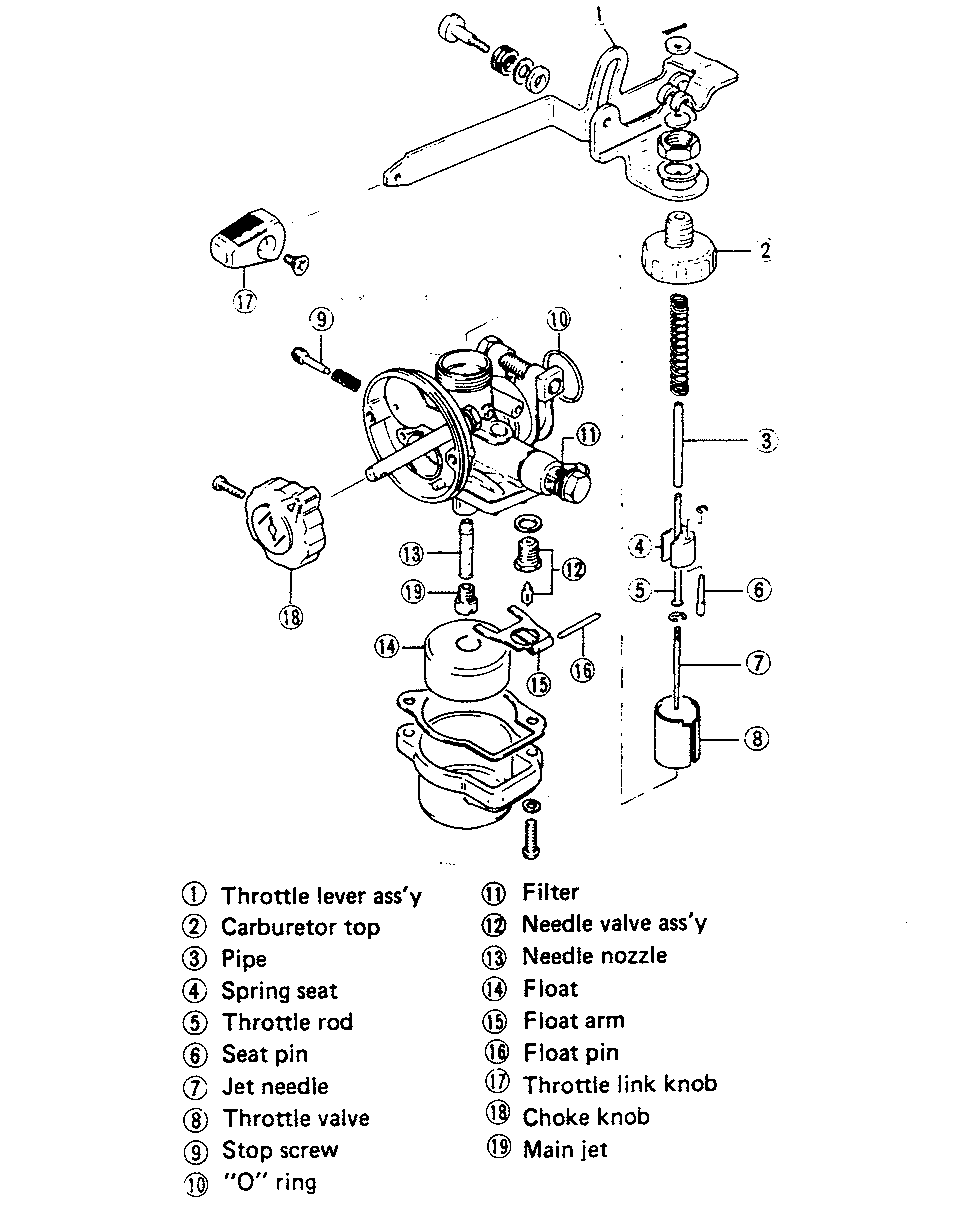 1
2
⑰
⑨
⑩
③
⑪
④
⑬
⑫
⑤
⑥
⑲
⑱
⑭
⑮
⑯
⑦
⑧
① Throttle lever ass'y
② Carburetor top
③ Pipe
④ Spring seat
⑤ Throttle rod
⑥ Seat pin
⑦ Jet needle
⑧ Throttle valve
⑨ Stop screw
⑩ "O" ring
⑪ Filter
⑫ Needle valve ass'y
⑬ Needle nozzle
⑭ Float
⑮ Float arm
⑯ Float pin
⑰ Throttle link knob
⑱ Choke knob
⑲ Main jet